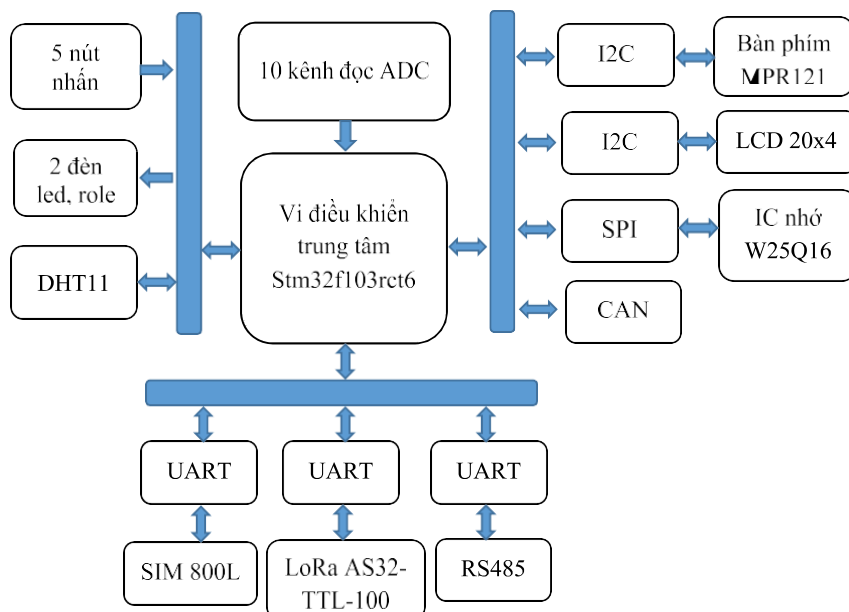 5 nút
nhấn
10 kênh đọc ADC
I2C
Bàn phím
MPR121
2 đèn
led, role
I2C
LCD 20x4
Vi điều khiển
trung tâm
Stm32f103rct6
SPI
IC nhớ
W25Q16
DHT11
CAN
UART
UART
UART
SIM 800L
LoRa AS32-
TTL-100
RS485